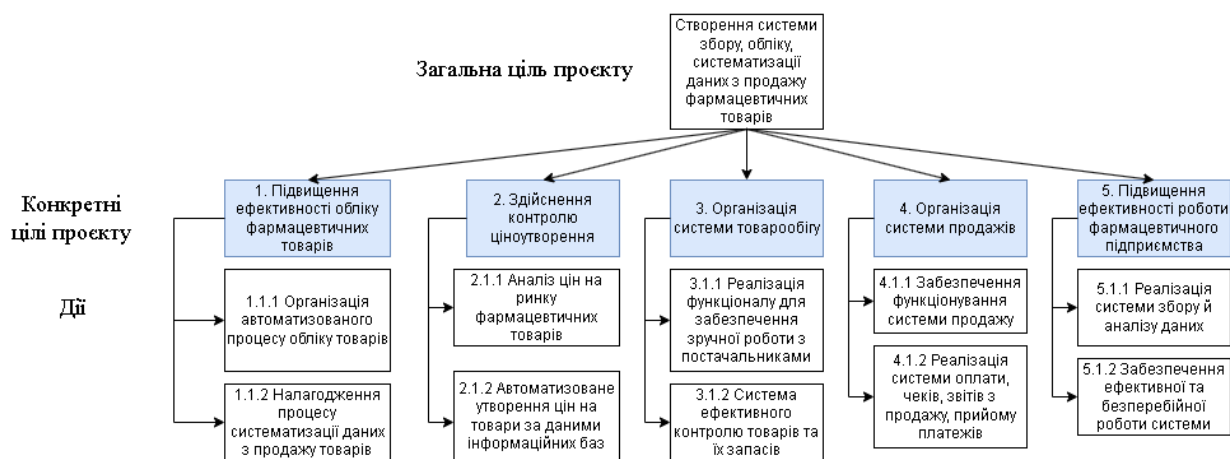 Створення системи
збору, обліку,
систематизації
даних з продажу
фармацевтичних
товарів
Загальна ціль проєкту
Конкретні
цілі проєкту
1. Підвищення
ефективності обліку
фармацевтичних
товарів
2. Здійснення
контролю
ціноутворення
3. Організація
системи товарообігу
4. Організація
системи продажів
5. Підвищення
ефективності роботи
фармацевтичного
підприємства
Дії
1.1.1 Організація
автоматизованого
процесу обліку товарів
2.1.1 Аналіз цін на
ринку
фармацевтичних
товарів
3.1.1 Реалізація
функціоналу для
забезпечення
зручної роботи з
постачальниками
4.1.1 Забезпечення
функціонування
системи продажу
5.1.1 Реалізація
системи збору й
аналізу даних
1.1.2 Налагодження
процесу
систематизації даних
з продажу товарів
2.1.2 Автоматизоване
утворення цін на
товари за даними
інформаційних баз
3.1.2 Система
ефективного
контролю товарів та
їх запасів
4.1.2 Реалізація
системи оплати,
чеків, звітів з
продажу, прийому
платежів
5.1.2 Забезпечення
ефективної та
безперебійної
роботи системи